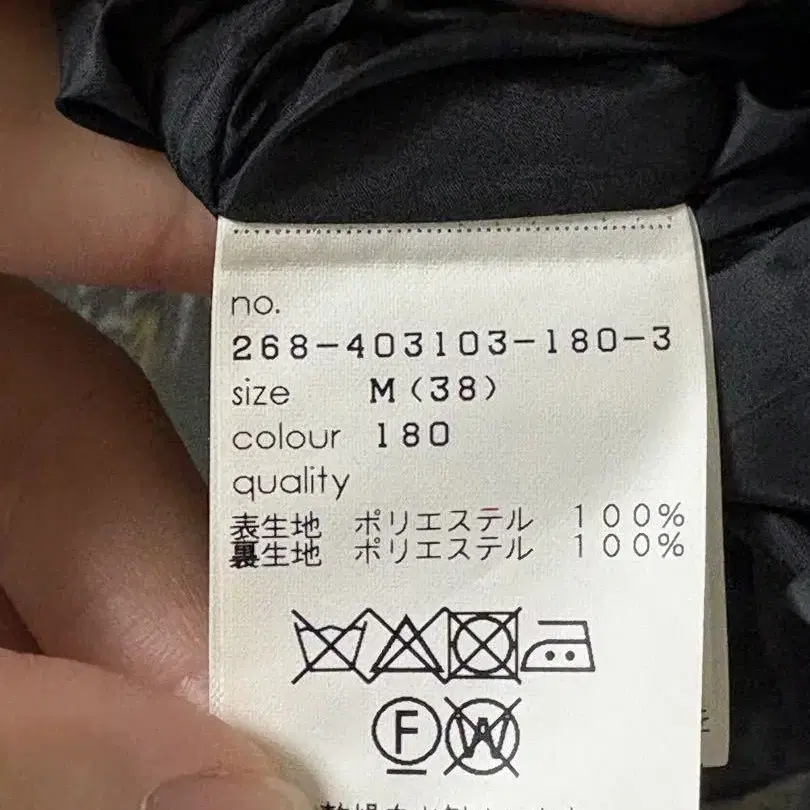 no.
268-403103-180-3
size M(38)
colour 180
quality
表生地 ポリエステル 100%
裏生地 ポリエステル 100%
F W